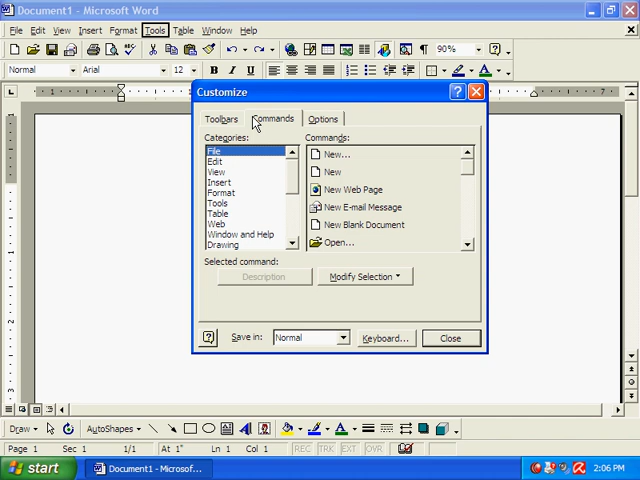 Document1 - Microsoft Word
File Edit View Insert Format Tools Table Window Help
90%
Normal Arial 12 B I U
Customize
Toolbars Commands Options
Categories: Commands:
File
Edit
View
Insert
Format
Tools
Table
Web
Window and Help
Drawing
New...
New
New Web Page
New E-mail Message
New Blank Document
Open...
Selected command:
Description Modify Selection
Save in: Normal Keyboard... Close
Draw AutoShapes
Page 1 Sec 1 1/1 At 1" Ln 1 Col 1 REC TRK EXT OVR
start Document1 - Microsof... 2:06 PM